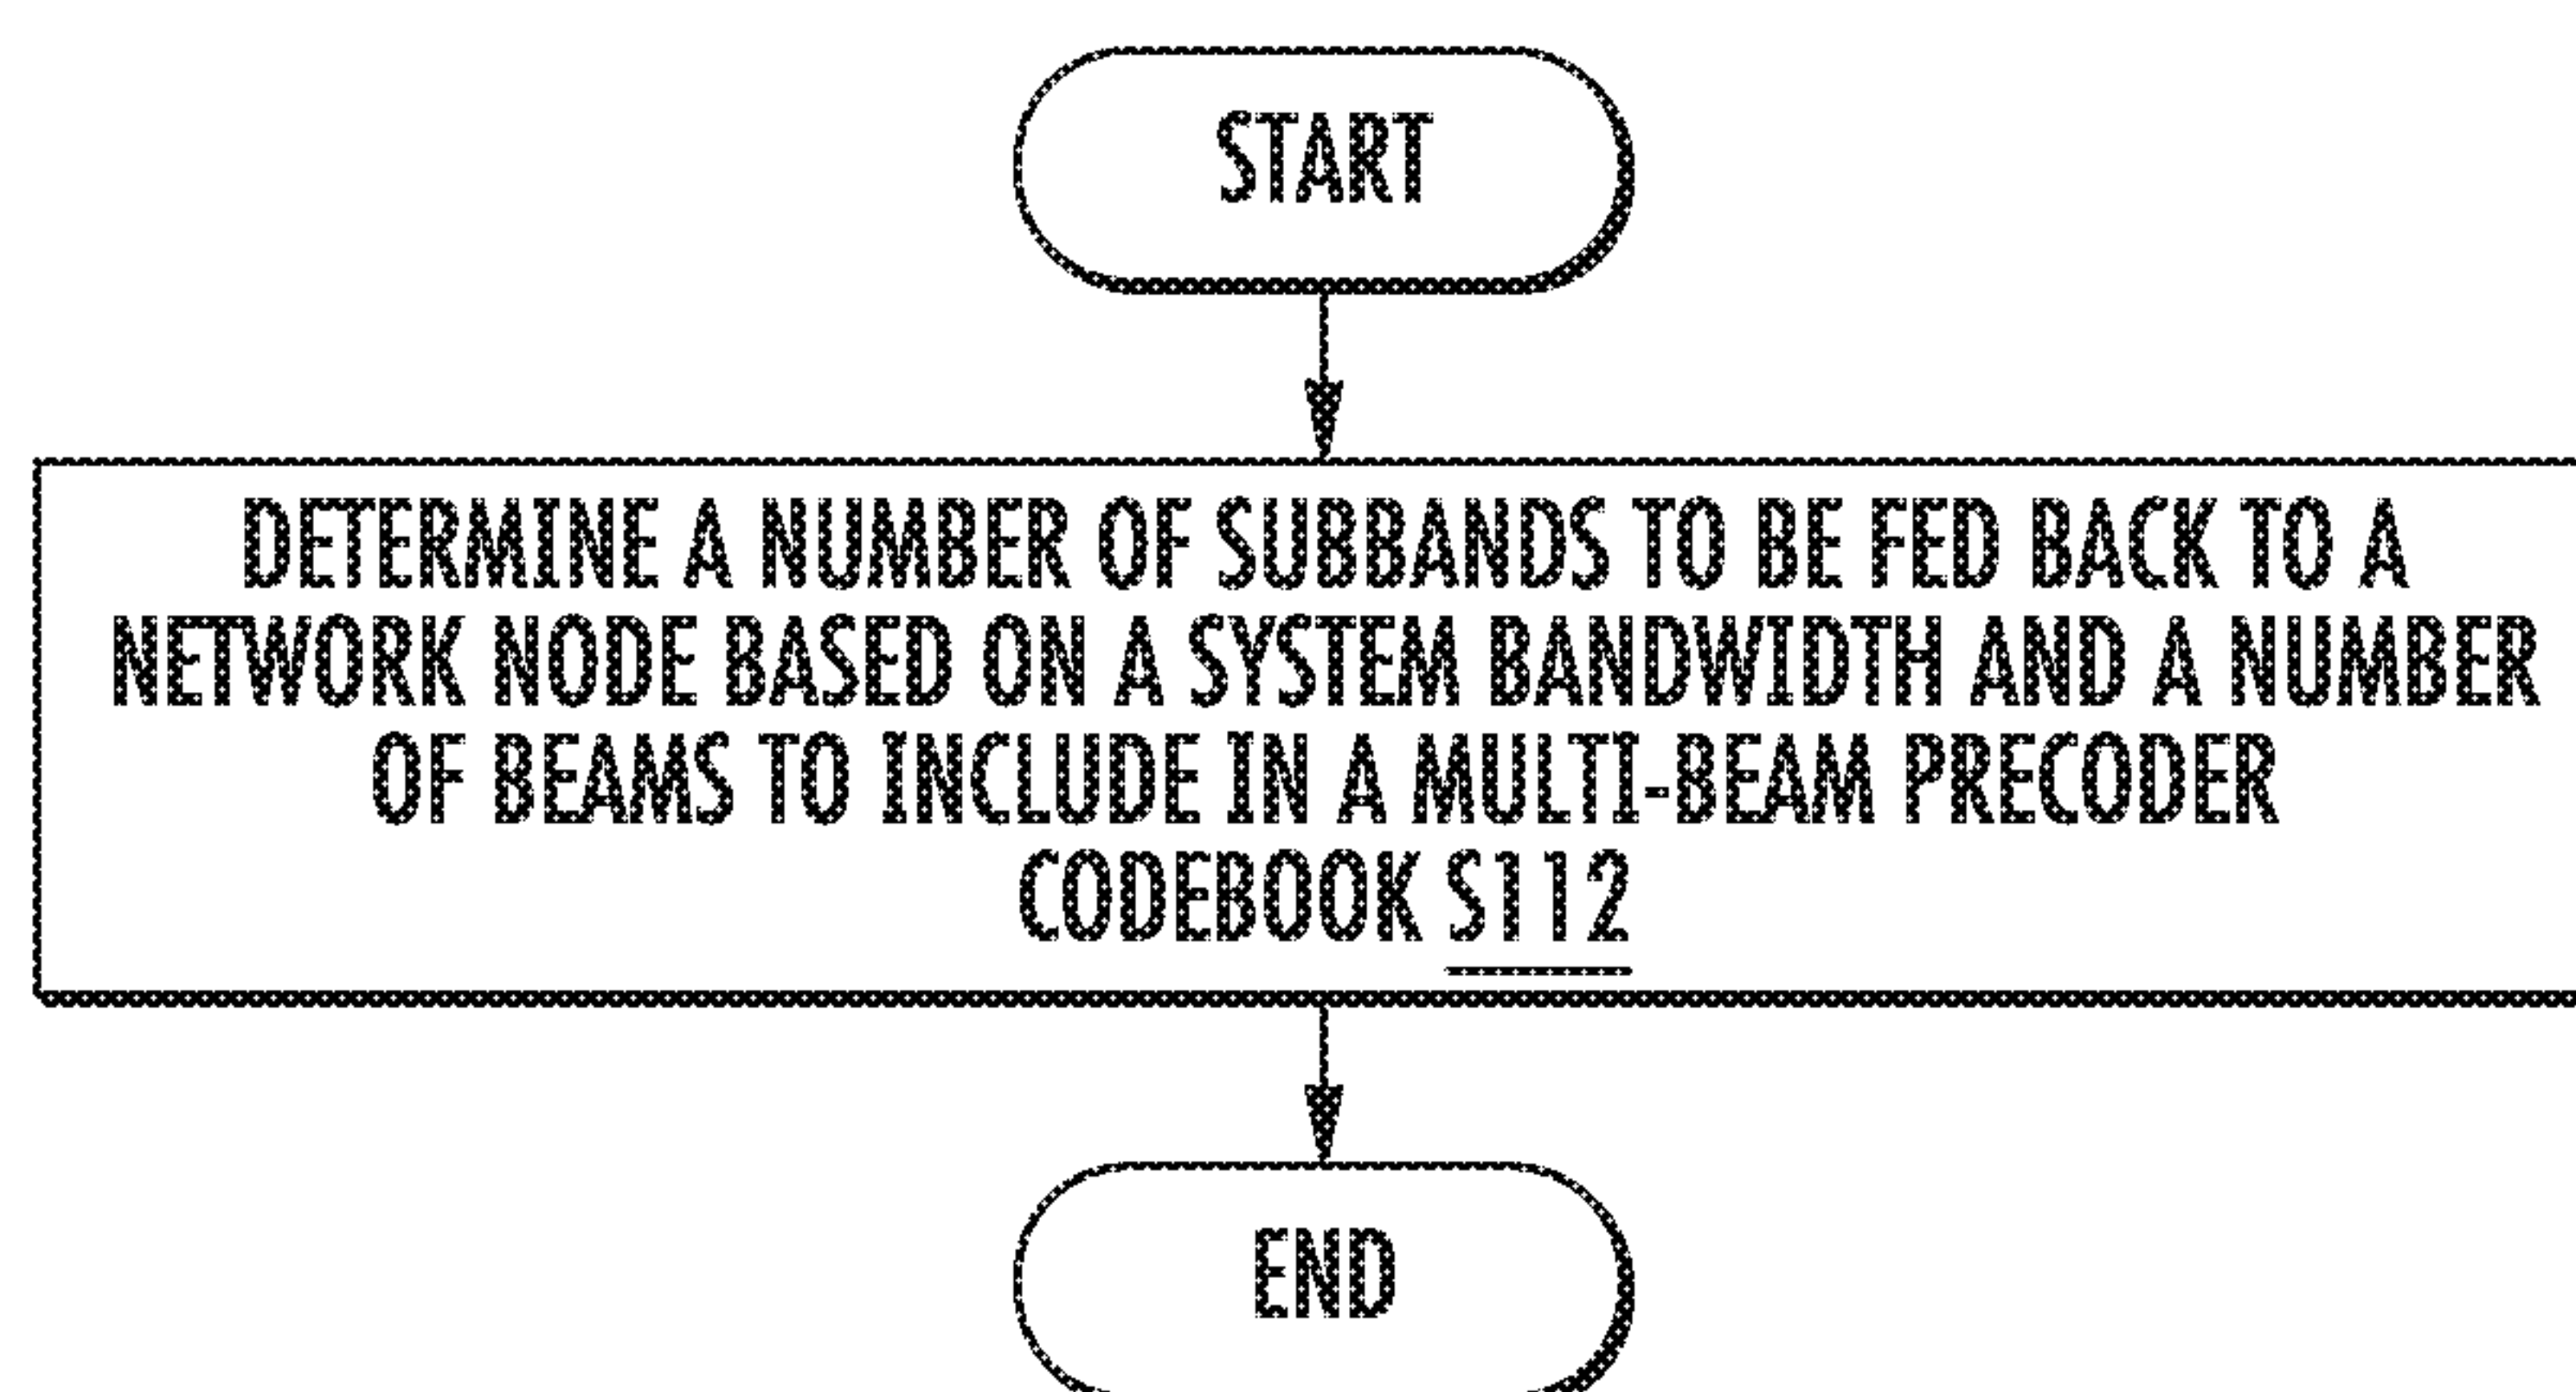 START
DETERMINE A NUMBER OF SUBBANDS TO BE FED BACK TO A
NETWORK NODE BASED ON A SYSTEM BANDWIDTH AND A NUMBER
OF BEAMS TO INCLUDE IN A MULTI-BEAM PRECODER
CODEBOOK S112
END